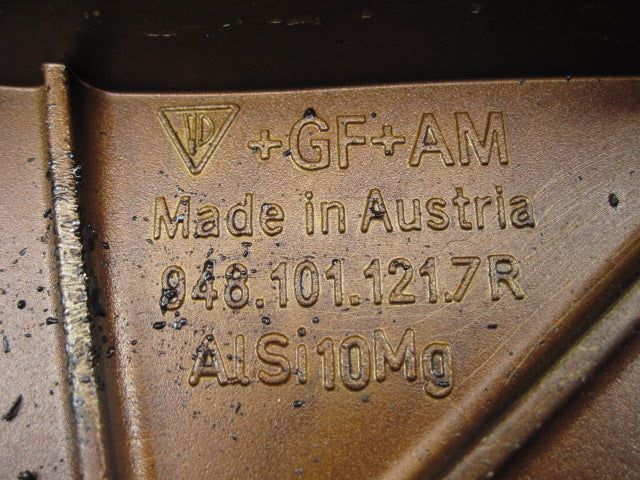 +GF+AM
Made in Austria
948.101.121.7R
AlSi10Mg